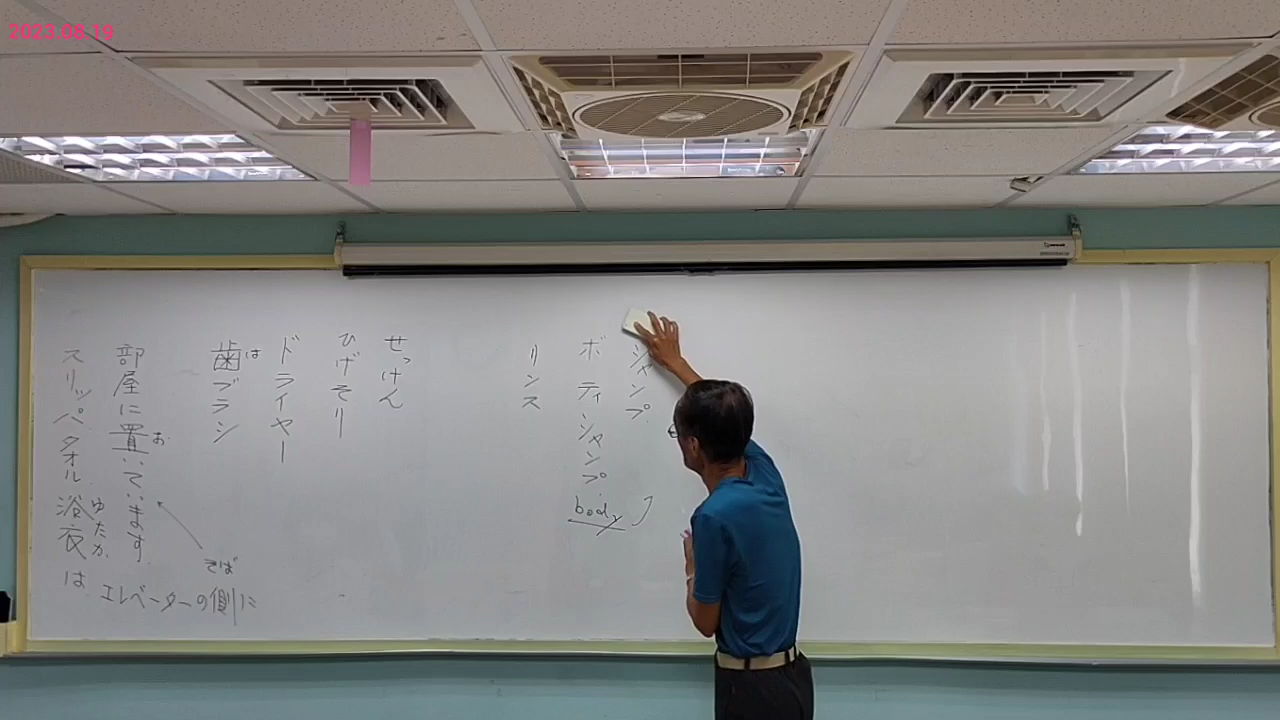 2023.08.19
シャンプ
ボティシャンプ.
body
リンス
せっけん
ひげそり
ドライヤー
歯ブラシ
は
部屋に置いています.
お
そば
エレベーターの側に
スリッパ.タオル.浴衣は
ゆたか